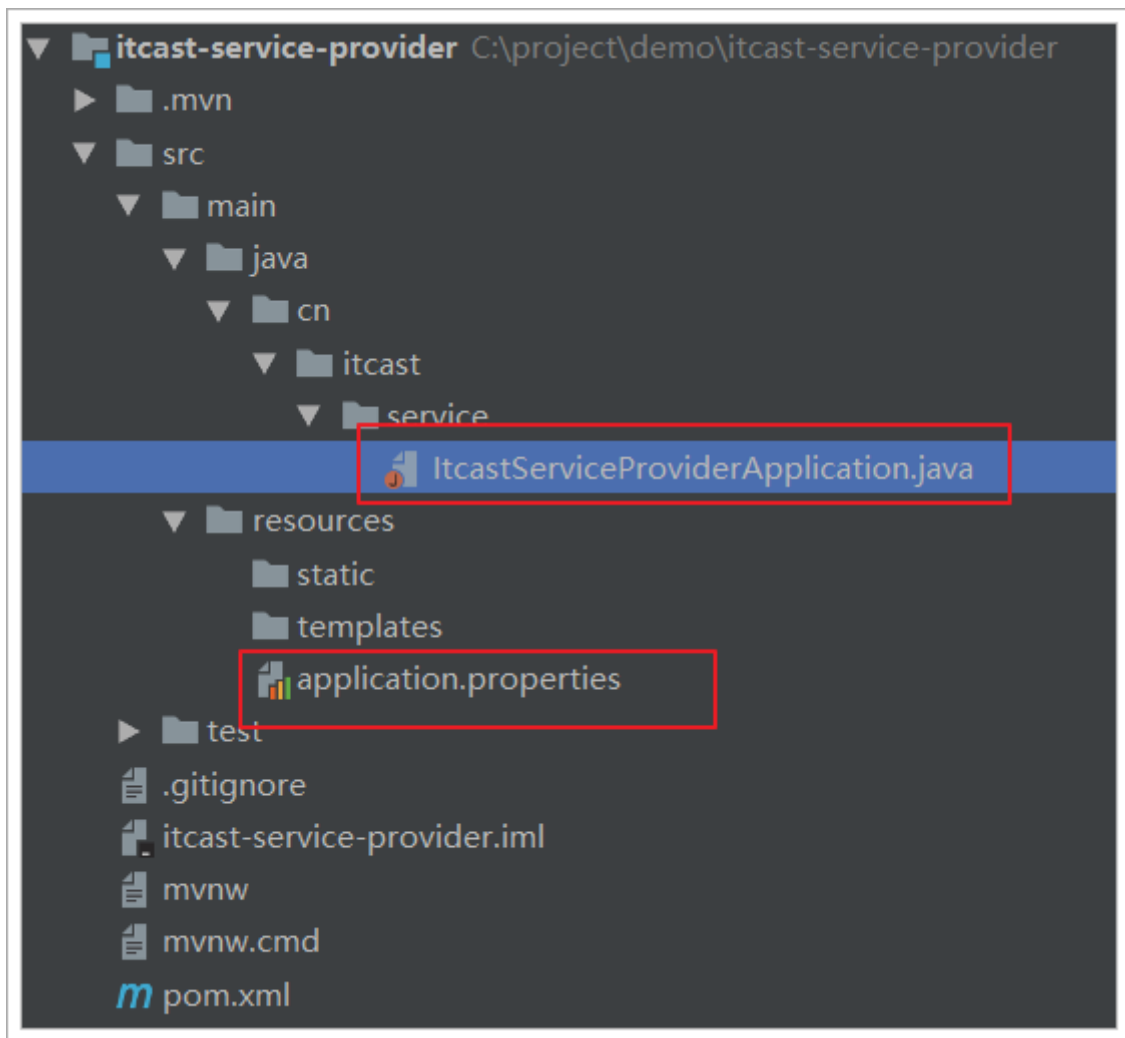 itcast-service-provider C:\project\demo\itcast-service-provider
.mvn
src
main
java
cn
itcast
service
ItcastServiceProviderApplication.java
resources
static
templates
application.properties
test
.gitignore
itcast-service-provider.iml
mvnw
mvnw.cmd
pom.xml